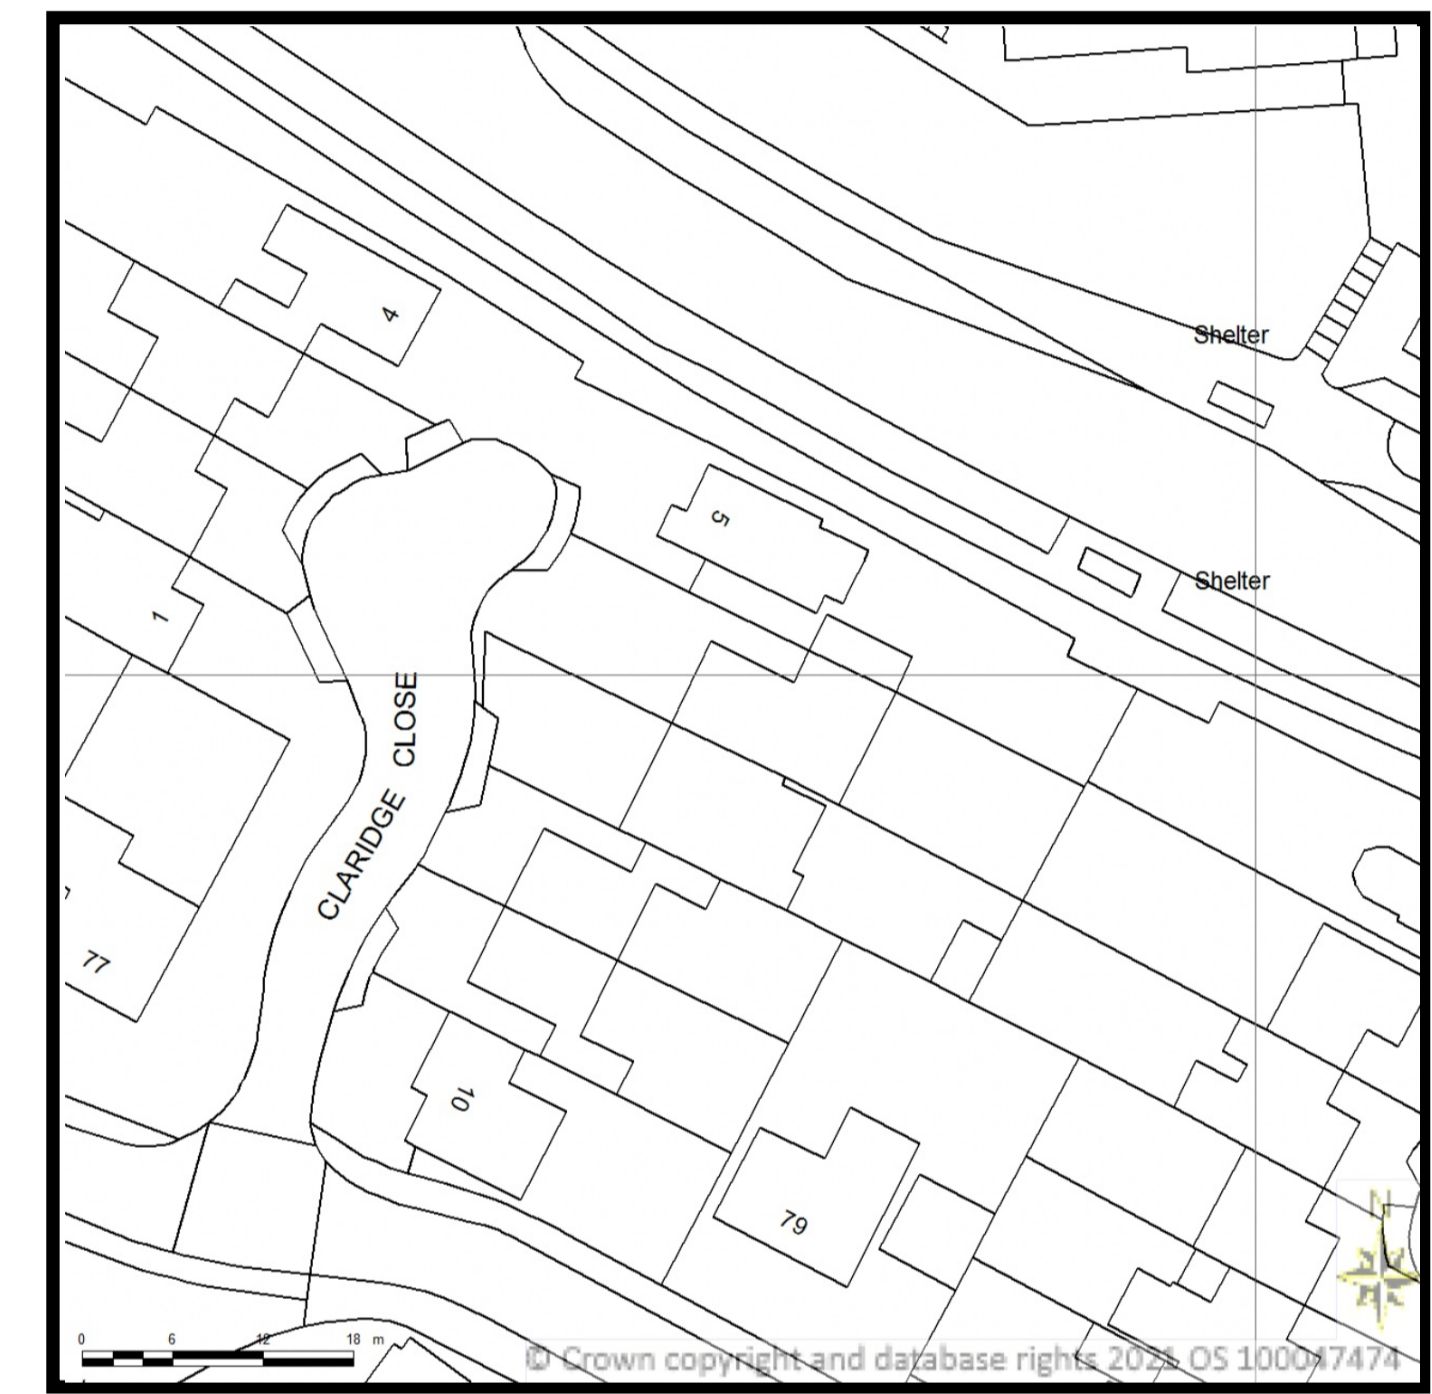 4
Shelter
5
Shelter
1
CLARIDGE CLOSE
77
10
79
N
0 6 12 18 m
© Crown copyright and database rights 2021 OS 100047474